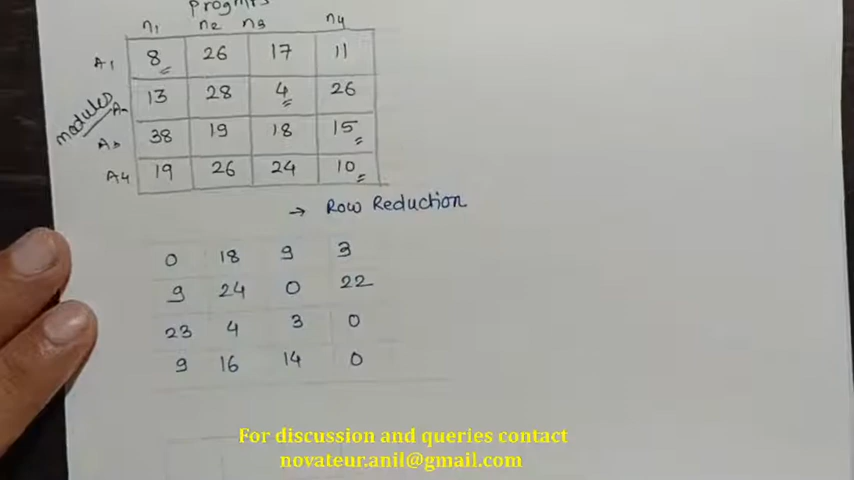 n1 n2 n3 n4
A1 8 26 17 11
modules
13 28 4 26
A3 38 19 18 15
A4 19 26 24 10
→ Row Reduction
0 18 9 3
9 24 0 22
23 4 3 0
9 16 14 0
For discussion and queries contact
novateur.anil@gmail.com